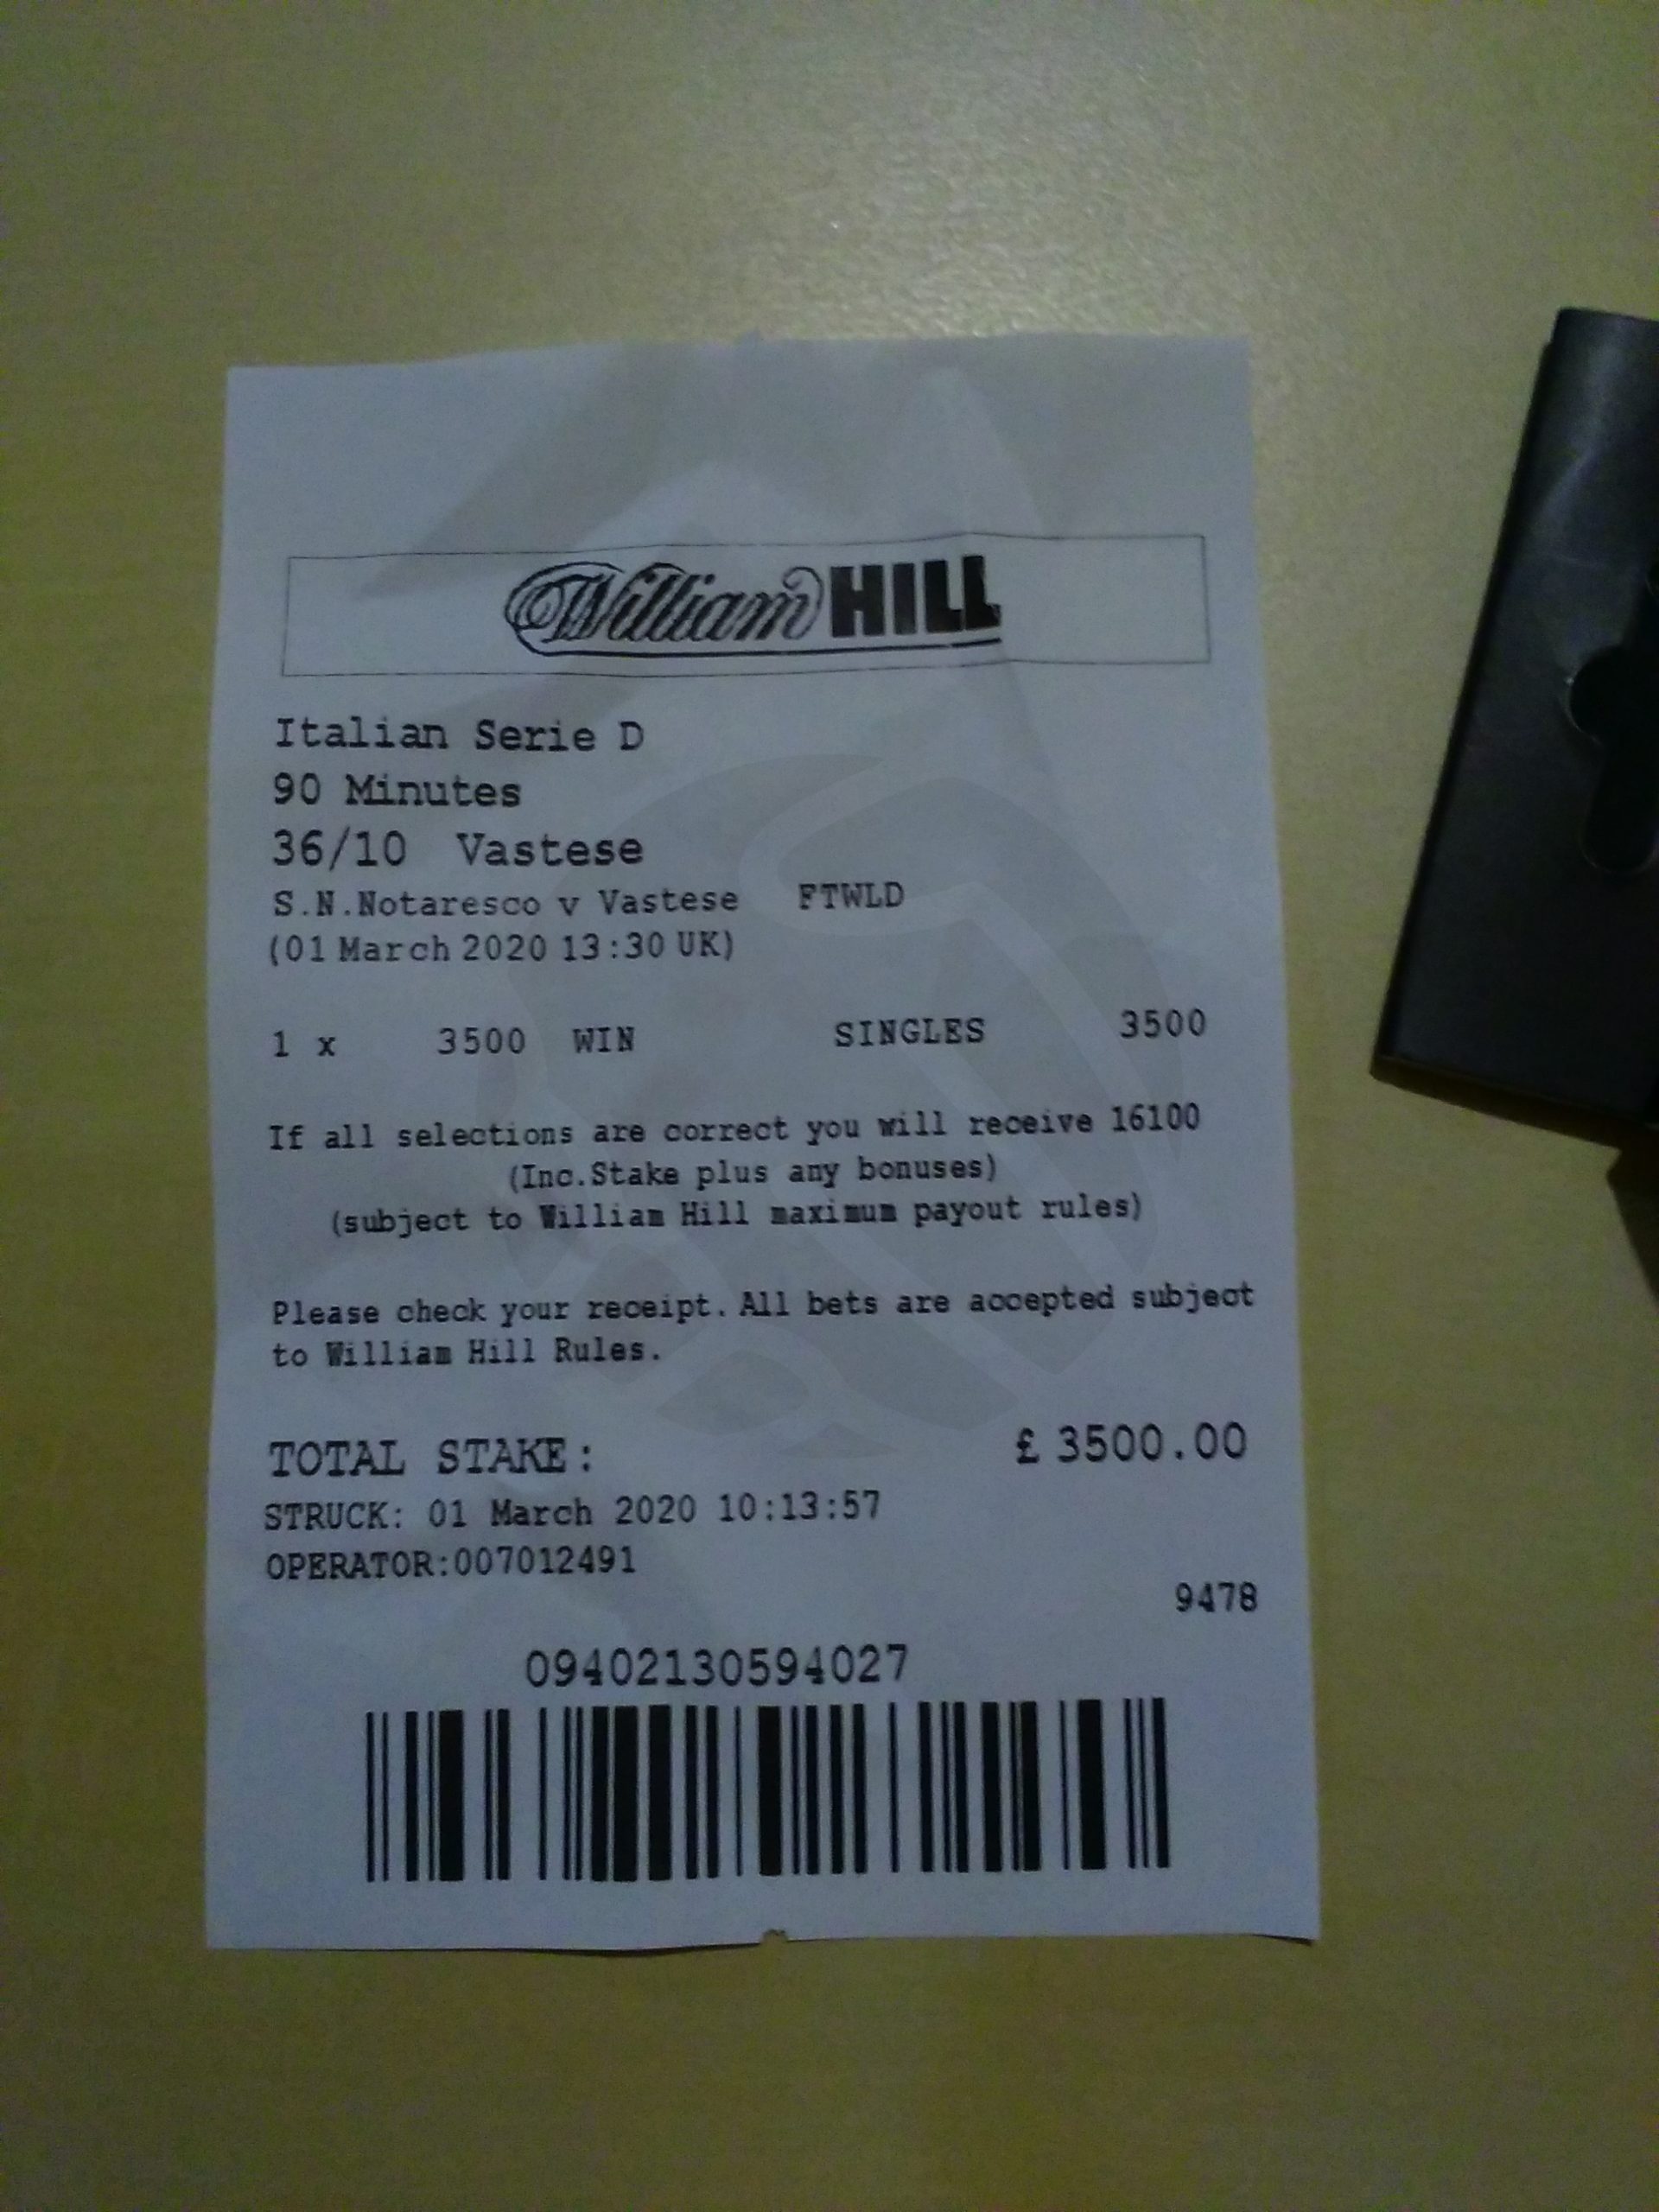 William HILL
Italian Serie D
90 Minutes
36/10 Vastese
S.N.Notaresco v Vastese FTWLD
(01 March 2020 13:30 UK)
1 x 3500 WIN SINGLES 3500
If all selections are correct you will receive 16100
(Inc.Stake plus any bonuses)
(subject to William Hill maximum payout rules)
Please check your receipt. All bets are accepted subject
to William Hill Rules.
TOTAL STAKE: £ 3500.00
STRUCK: 01 March 2020 10:13:57
OPERATOR:007012491
9478
09402130594027